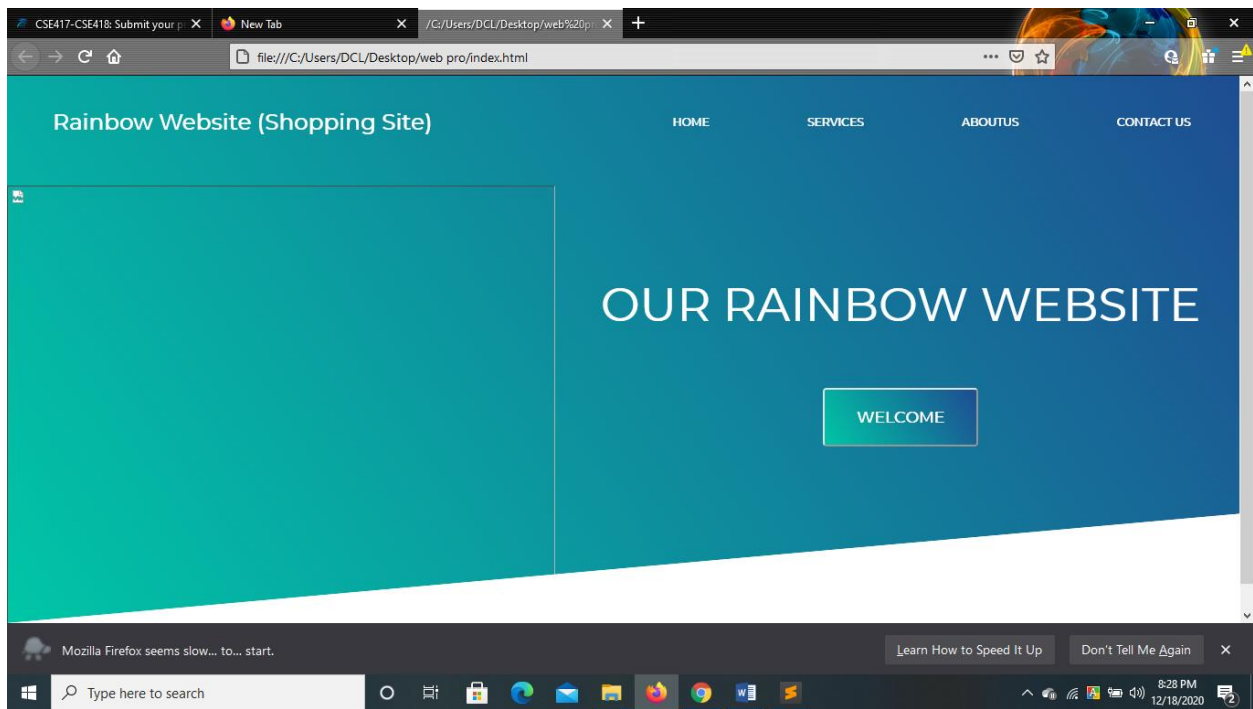 CSE417-CSE418: Submit your p
New Tab
/C:/Users/DCL/Desktop/web%20pr
file:///C:/Users/DCL/Desktop/web pro/index.html
Rainbow Website (Shopping Site)
HOME
SERVICES
ABOUTUS
CONTACT US
OUR RAINBOW WEBSITE
WELCOME
Mozilla Firefox seems slow... to... start.
Learn How to Speed It Up
Don't Tell Me Again
Type here to search
8:28 PM
12/18/2020
2